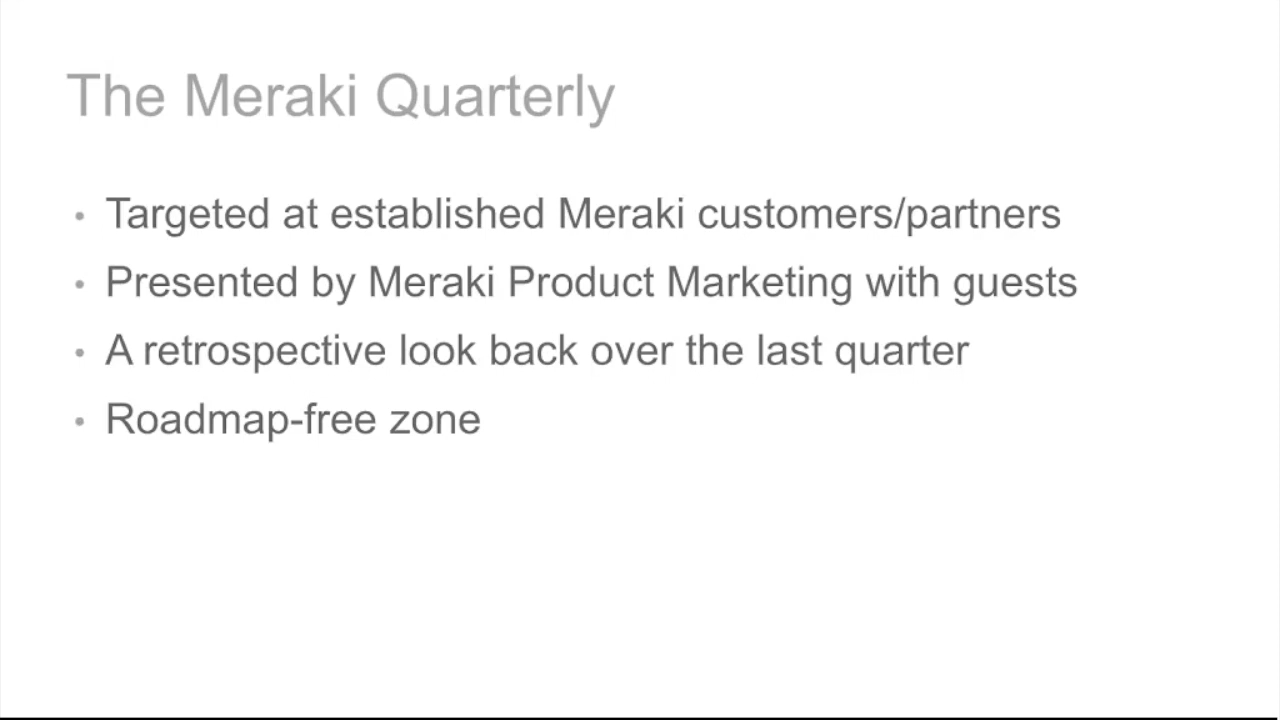 The Meraki Quarterly
• Targeted at established Meraki customers/partners
• Presented by Meraki Product Marketing with guests
• A retrospective look back over the last quarter
• Roadmap-free zone